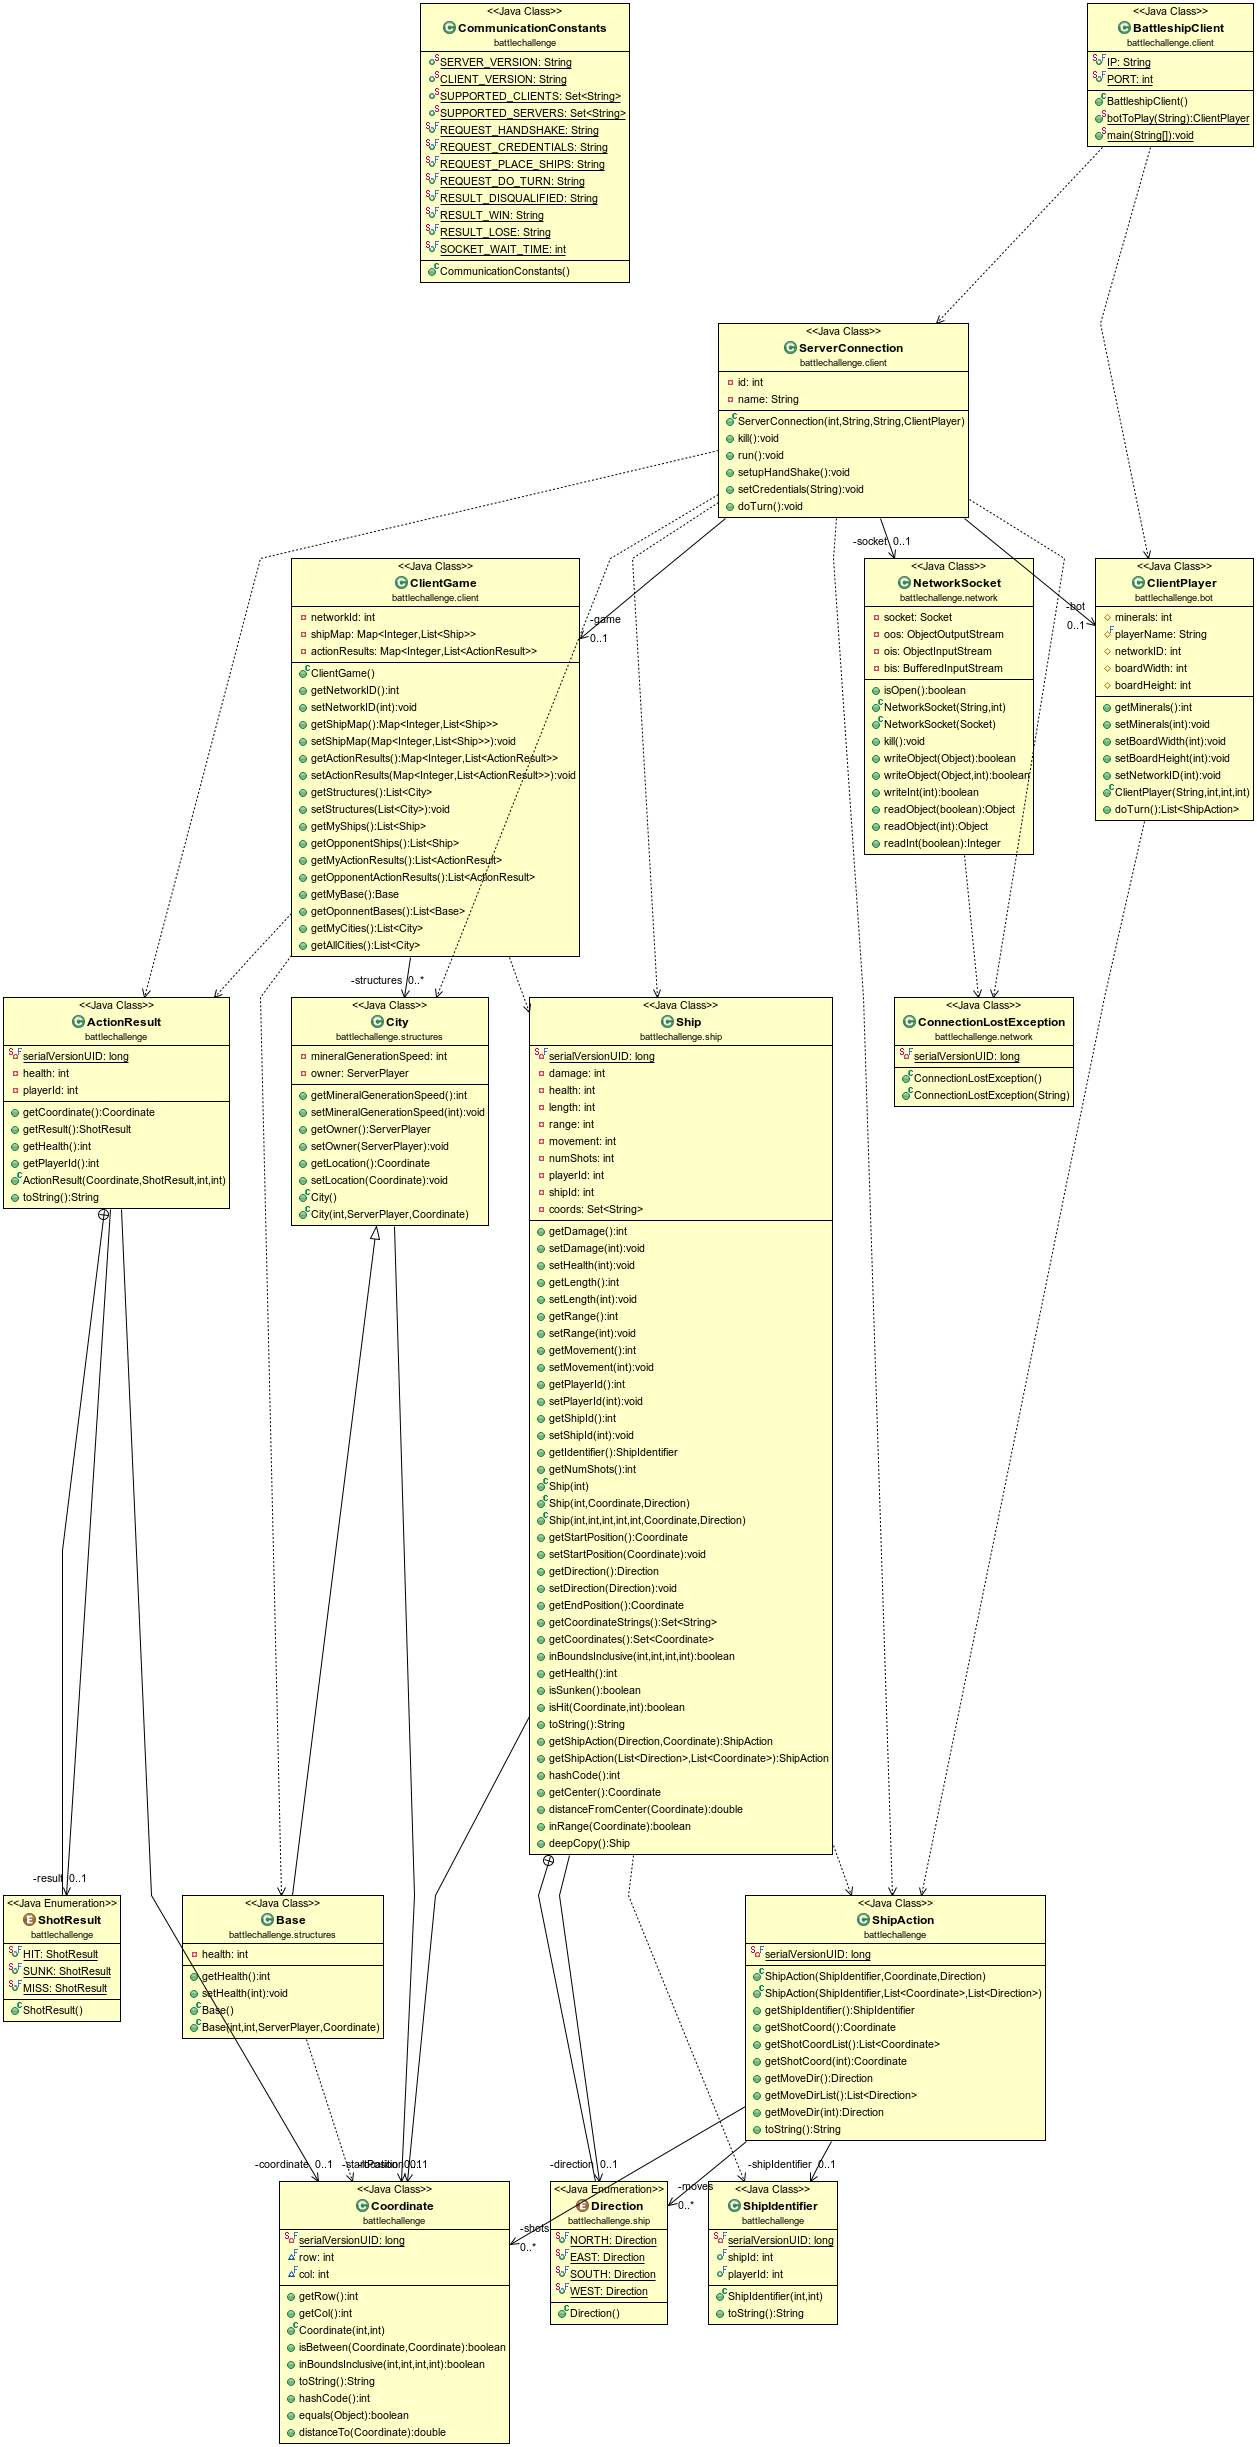 <<Java Class>>
CommunicationConstants
battlechallenge
SERVER_VERSION: String
CLIENT_VERSION: String
SUPPORTED_CLIENTS: Set<String>
SUPPORTED_SERVERS: Set<String>
REQUEST_HANDSHAKE: String
REQUEST_CREDENTIALS: String
REQUEST_PLACE_SHIPS: String
REQUEST_DO_TURN: String
RESULT_DISQUALIFIED: String
RESULT_WIN: String
RESULT_LOSE: String
SOCKET_WAIT_TIME: int
CommunicationConstants()
<<Java Class>>
BattleshipClient
battlechallenge.client
IP: String
PORT: int
BattleshipClient()
botToPlay(String):ClientPlayer
main(String[]):void
<<Java Class>>
ServerConnection
battlechallenge.client
id: int
name: String
ServerConnection(int,String,String,ClientPlayer)
kill():void
run():void
setupHandShake():void
setCredentials(String):void
doTurn():void
-game
0..1
-socket 0..1
-bot
0..1
<<Java Class>>
ClientGame
battlechallenge.client
networkId: int
shipMap: Map<Integer,List<Ship>>
actionResults: Map<Integer,List<ActionResult>>
ClientGame()
getNetworkID():int
setNetworkID(int):void
getShipMap():Map<Integer,List<Ship>>
setShipMap(Map<Integer,List<Ship>>):void
getActionResults():Map<Integer,List<ActionResult>>
setActionResults(Map<Integer,List<ActionResult>>):void
getStructures():List<City>
setStructures(List<City>):void
getMyShips():List<Ship>
getOpponentShips():List<Ship>
getMyActionResults():List<ActionResult>
getOpponentActionResults():List<ActionResult>
getMyBase():Base
getOponnentBases():List<Base>
getMyCities():List<City>
getAllCities():List<City>
<<Java Class>>
NetworkSocket
battlechallenge.network
socket: Socket
oos: ObjectOutputStream
ois: ObjectInputStream
bis: BufferedInputStream
isOpen():boolean
NetworkSocket(String,int)
NetworkSocket(Socket)
kill():void
writeObject(Object):boolean
writeObject(Object,int):boolean
writeInt(int):boolean
readObject(boolean):Object
readObject(int):Object
readInt(boolean):Integer
<<Java Class>>
ClientPlayer
battlechallenge.bot
minerals: int
playerName: String
networkID: int
boardWidth: int
boardHeight: int
getMinerals():int
setMinerals(int):void
setBoardWidth(int):void
setBoardHeight(int):void
setNetworkID(int):void
ClientPlayer(String,int,int,int)
doTurn():List<ShipAction>
-structures 0..*
<<Java Class>>
ActionResult
battlechallenge
serialVersionUID: long
health: int
playerId: int
getCoordinate():Coordinate
getResult():ShotResult
getHealth():int
getPlayerId():int
ActionResult(Coordinate,ShotResult,int,int)
toString():String
<<Java Class>>
City
battlechallenge.structures
mineralGenerationSpeed: int
owner: ServerPlayer
getMineralGenerationSpeed():int
setMineralGenerationSpeed(int):void
getOwner():ServerPlayer
setOwner(ServerPlayer):void
getLocation():Coordinate
setLocation(Coordinate):void
City()
City(int,ServerPlayer,Coordinate)
<<Java Class>>
Ship
battlechallenge.ship
serialVersionUID: long
damage: int
health: int
length: int
range: int
movement: int
numShots: int
playerId: int
shipId: int
coords: Set<String>
getDamage():int
setDamage(int):void
setHealth(int):void
getLength():int
setLength(int):void
getRange():int
setRange(int):void
getMovement():int
setMovement(int):void
getPlayerId():int
setPlayerId(int):void
getShipId():int
setShipId(int):void
getIdentifier():ShipIdentifier
getNumShots():int
Ship(int)
Ship(int,Coordinate,Direction)
Ship(int,int,int,int,int,Coordinate,Direction)
getStartPosition():Coordinate
setStartPosition(Coordinate):void
getDirection():Direction
setDirection(Direction):void
getEndPosition():Coordinate
getCoordinateStrings():Set<String>
getCoordinates():Set<Coordinate>
inBoundsInclusive(int,int,int,int):boolean
getHealth():int
isSunken():boolean
isHit(Coordinate,int):boolean
toString():String
getShipAction(Direction,Coordinate):ShipAction
getShipAction(List<Direction>,List<Coordinate>):ShipAction
hashCode():int
getCenter():Coordinate
distanceFromCenter(Coordinate):double
inRange(Coordinate):boolean
deepCopy():Ship
<<Java Class>>
ConnectionLostException
battlechallenge.network
serialVersionUID: long
ConnectionLostException()
ConnectionLostException(String)
-result 0..1
<<Java Enumeration>>
ShotResult
battlechallenge
HIT: ShotResult
SUNK: ShotResult
MISS: ShotResult
ShotResult()
<<Java Class>>
Base
battlechallenge.structures
health: int
getHealth():int
setHealth(int):void
Base()
Base(int,int,ServerPlayer,Coordinate)
<<Java Class>>
ShipAction
battlechallenge
serialVersionUID: long
ShipAction(ShipIdentifier,Coordinate,Direction)
ShipAction(ShipIdentifier,List<Coordinate>,List<Direction>)
getShipIdentifier():ShipIdentifier
getShotCoord():Coordinate
getShotCoordList():List<Coordinate>
getShotCoord(int):Coordinate
getMoveDir():Direction
getMoveDirList():List<Direction>
getMoveDir(int):Direction
toString():String
-coordinate 0..1
-direction 0..1
-shipIdentifier 0..1
-moves
0..*
-shots
0..*
<<Java Class>>
Coordinate
battlechallenge
serialVersionUID: long
row: int
col: int
getRow():int
getCol():int
Coordinate(int,int)
isBetween(Coordinate,Coordinate):boolean
inBoundsInclusive(int,int,int,int):boolean
toString():String
hashCode():int
equals(Object):boolean
distanceTo(Coordinate):double
<<Java Enumeration>>
Direction
battlechallenge.ship
NORTH: Direction
EAST: Direction
SOUTH: Direction
WEST: Direction
Direction()
<<Java Class>>
ShipIdentifier
battlechallenge
serialVersionUID: long
shipId: int
playerId: int
ShipIdentifier(int,int)
toString():String